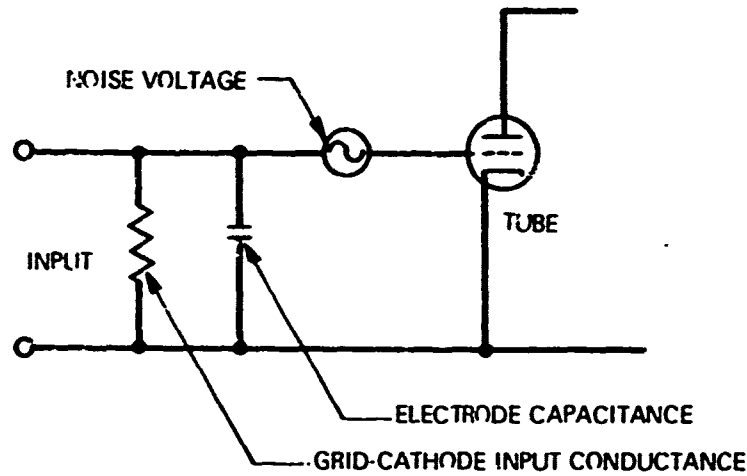 NOISE VOLTAGE
TUBE
INPUT
ELECTRODE CAPACITANCE
GRID-CATHODE INPUT CONDUCTANCE